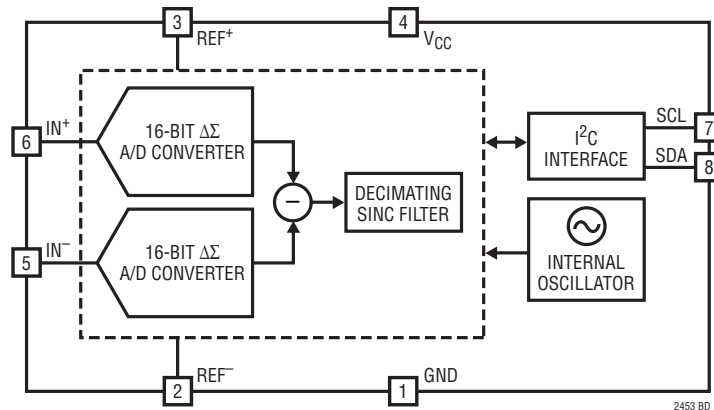 3
REF+
4
VCC
6
IN+
16-BIT ΔΣ
A/D CONVERTER
5
IN−
16-BIT ΔΣ
A/D CONVERTER
−
DECIMATING
SINC FILTER
I2C
INTERFACE
SCL
7
SDA
8
INTERNAL
OSCILLATOR
2
REF−
1
GND
2453 BD